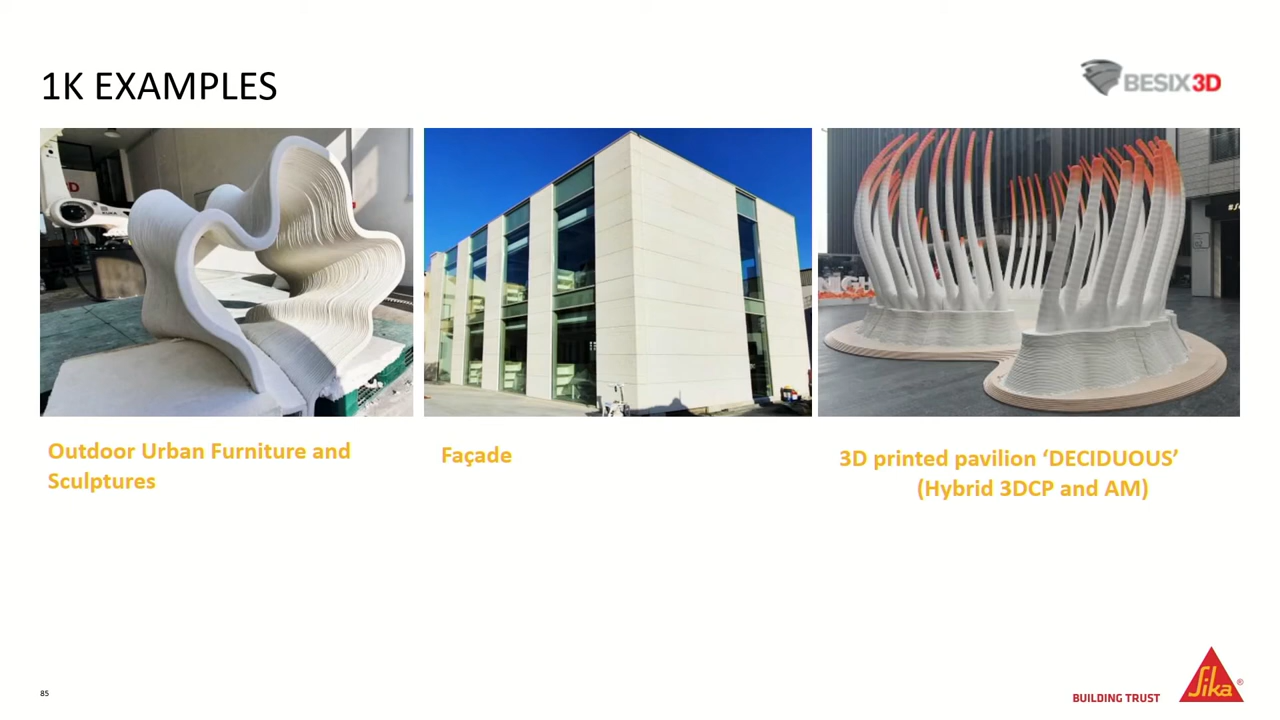 1K EXAMPLES
BESIX3D
Outdoor Urban Furniture and
Sculptures
Façade
3D printed pavilion ‘DECIDUOUS’
(Hybrid 3DCP and AM)
85
BUILDING TRUST
Sika®